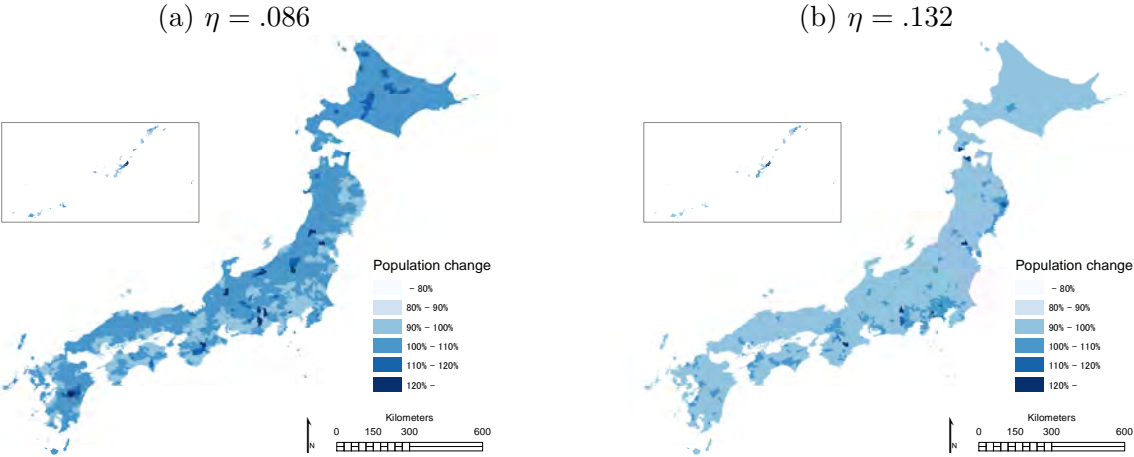 (a) η = .086
(b) η = .132
Population change
- 80%
80% - 90%
90% - 100%
100% - 110%
110% - 120%
120% -
Kilometers
0 150 300 600
N
Population change
- 80%
80% - 90%
90% - 100%
100% - 110%
110% - 120%
120% -
Kilometers
0 150 300 600
N